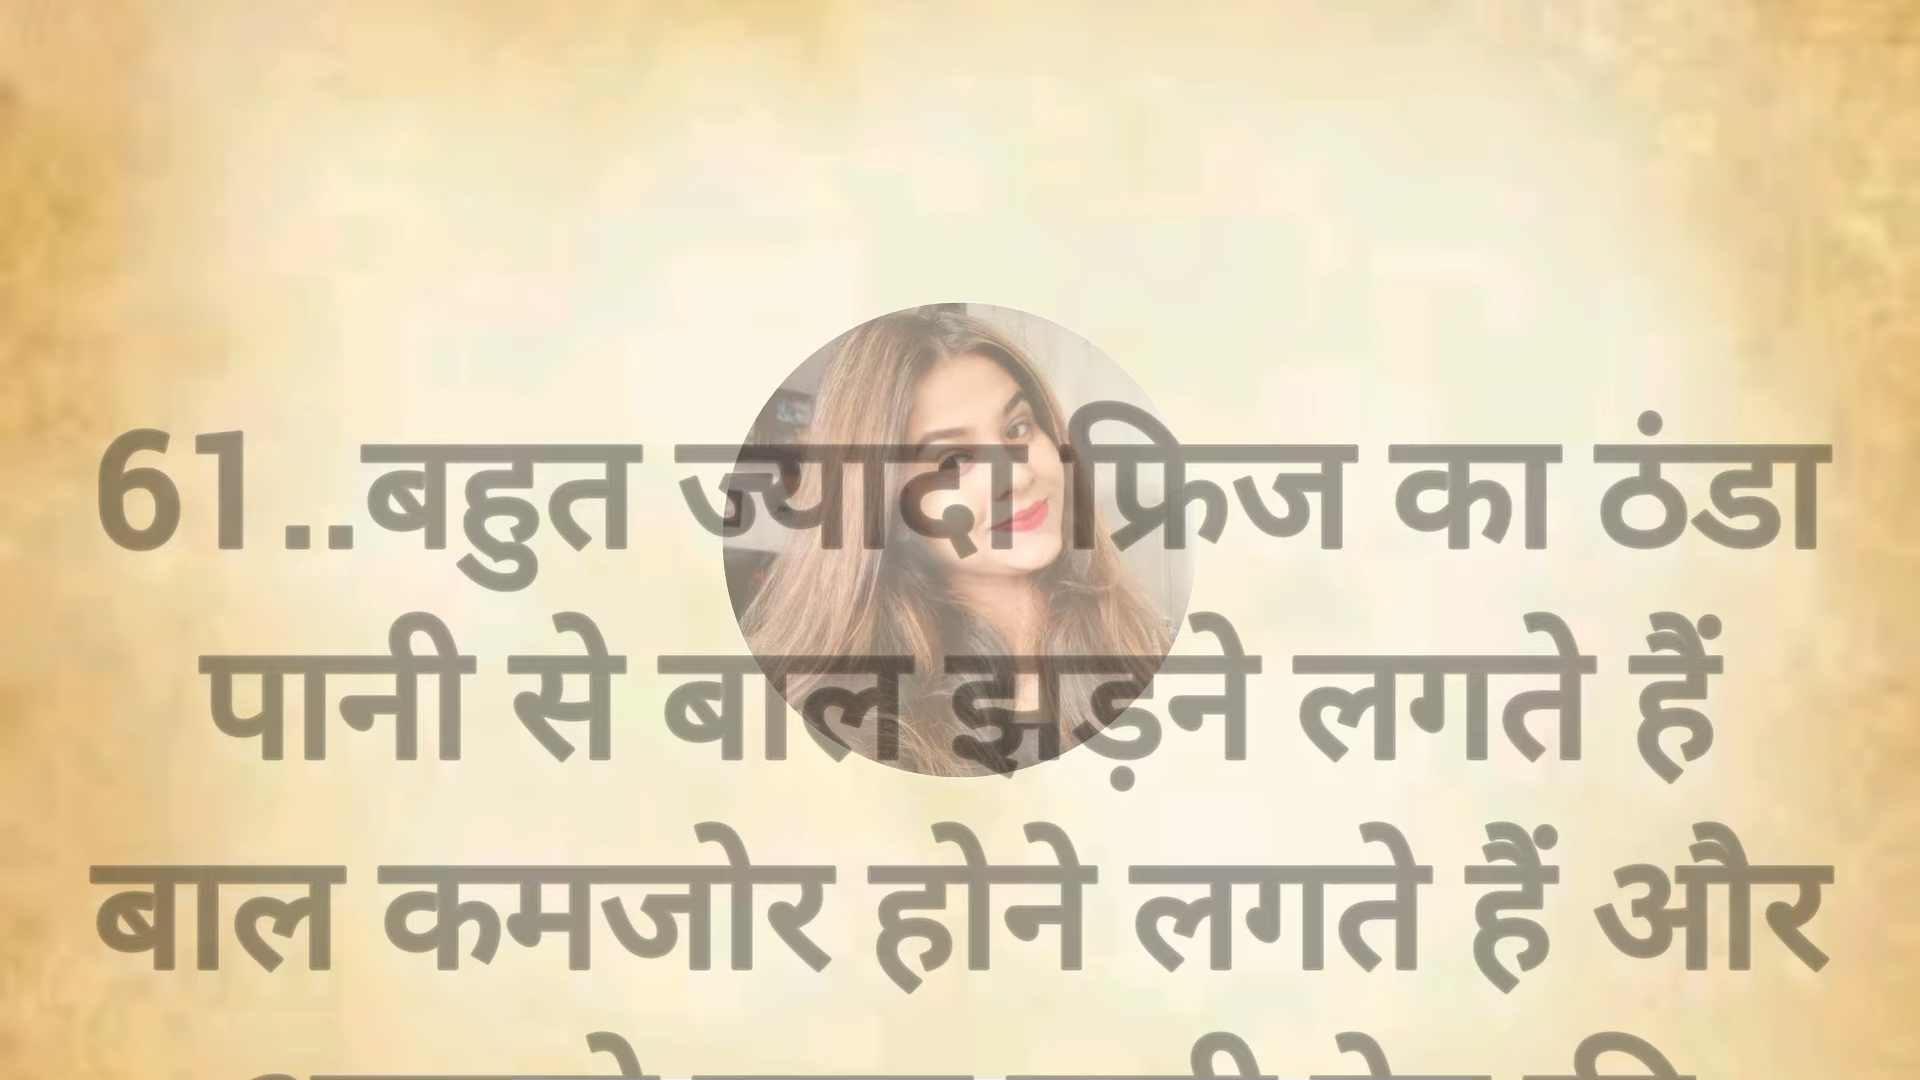 61..बहुत ज्यादा फ्रिज का ठंडा
पानी से बाल झड़ने लगते हैं
बाल कमजोर होने लगते हैं और